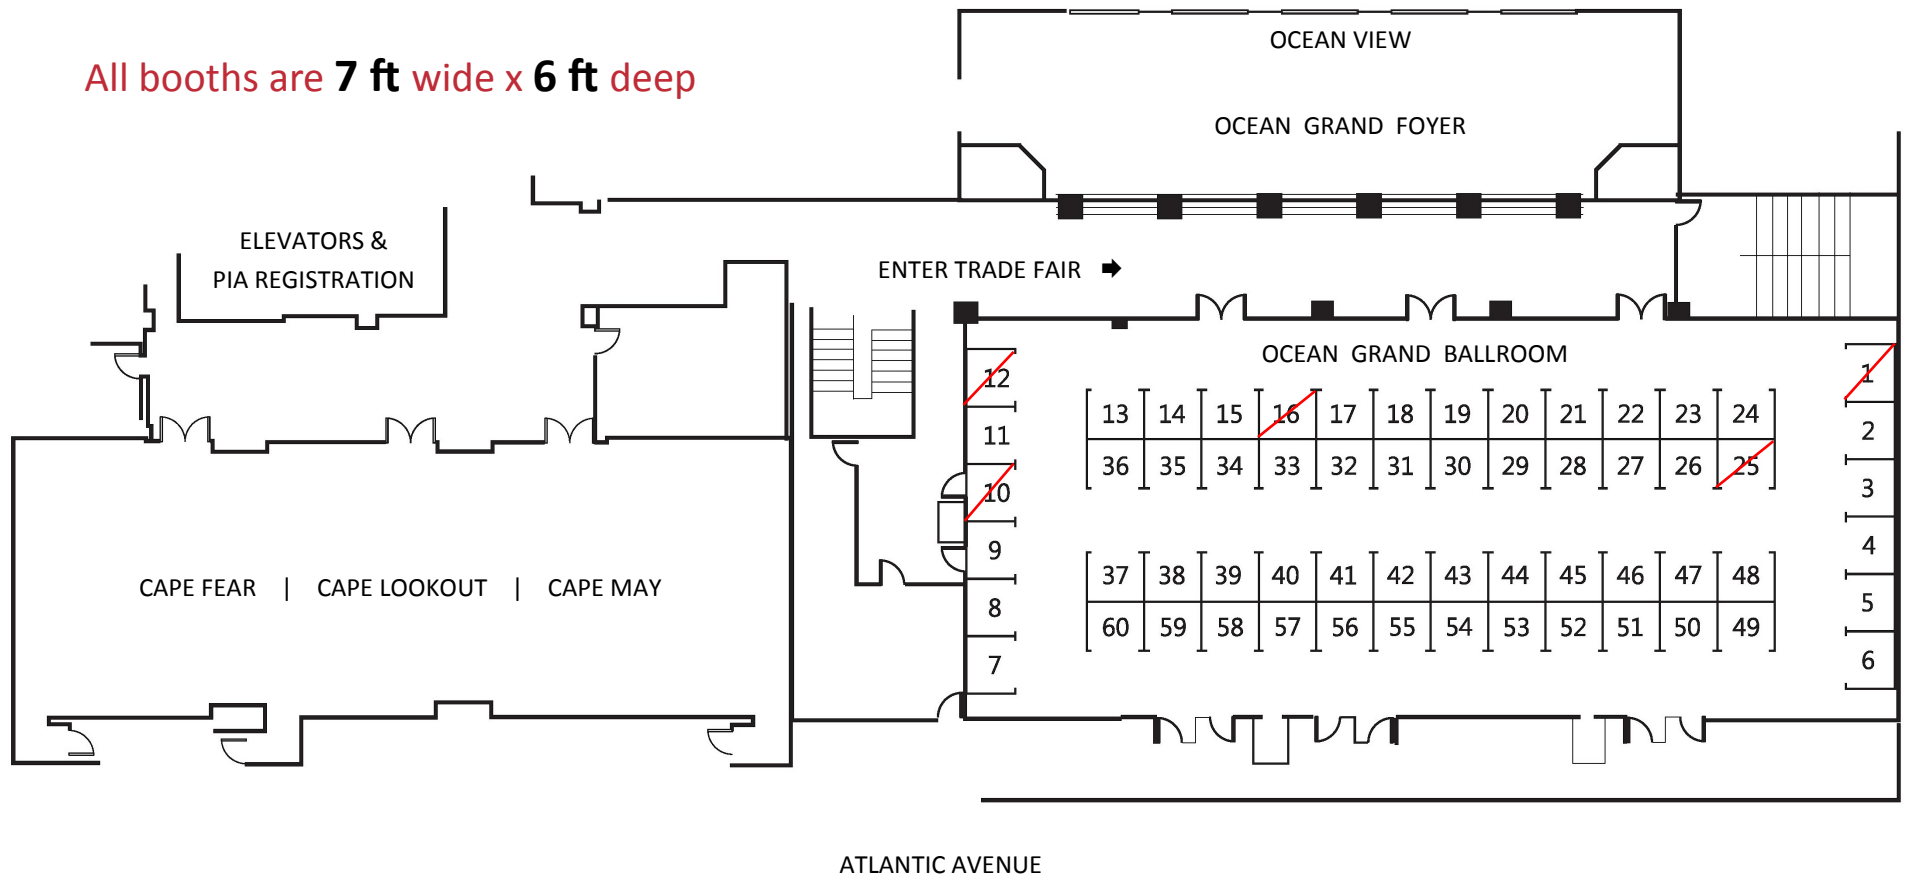 All booths are 7 ft wide x 6 ft deep
OCEAN VIEW
OCEAN GRAND FOYER
ELEVATORS &
PIA REGISTRATION
ENTER TRADE FAIR
OCEAN GRAND BALLROOM
12
11
10
9
8
7
13 14 15 16 17 18 19 20 21 22 23 24
36 35 34 33 32 31 30 29 28 27 26 25
37 38 39 40 41 42 43 44 45 46 47 48
60 59 58 57 56 55 54 53 52 51 50 49
1
2
3
4
5
6
CAPE FEAR | CAPE LOOKOUT | CAPE MAY
ATLANTIC AVENUE